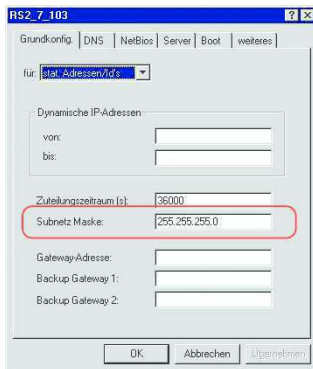 RS2_7_103
Grundkonfig. DNS NetBios Server Boot weiteres
für: stat. Adressen/Id's
Dynamische IP-Adressen
von:
bis:
Zuteilungszeitraum (s): 36000
Subnetz Maske: 255.255.255.0
Gateway-Adresse:
Backup Gateway 1:
Backup Gateway 2:
OK Abbrechen Übernehmen